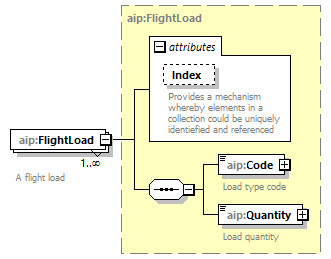 aip:FlightLoad
attributes
Index
Provides a mechanism
whereby elements in a
collection could be uniquely
identiefied and referenced
aip:FlightLoad
1..∞
A flight load
aip:Code
Load type code
aip:Quantity
Load quantity